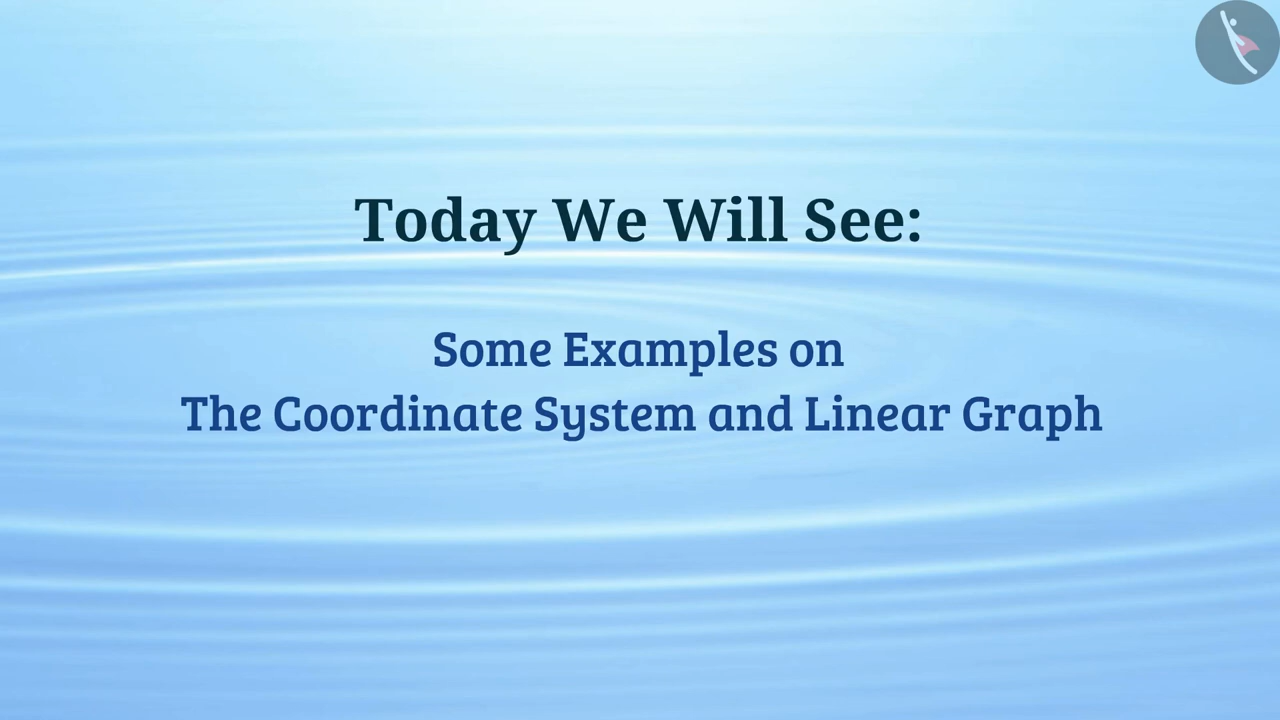 Today We Will See:
Some Examples on
The Coordinate System and Linear Graph